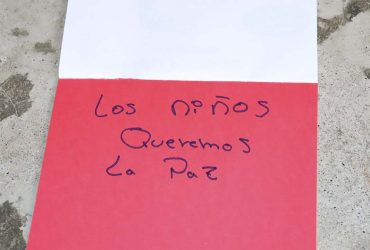 Los niños
Queremos
La Paz